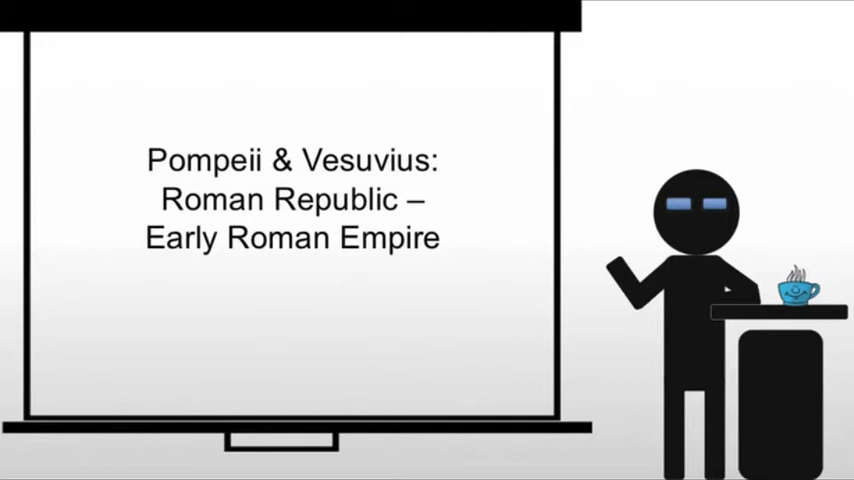 Pompeii & Vesuvius:
Roman Republic –
Early Roman Empire